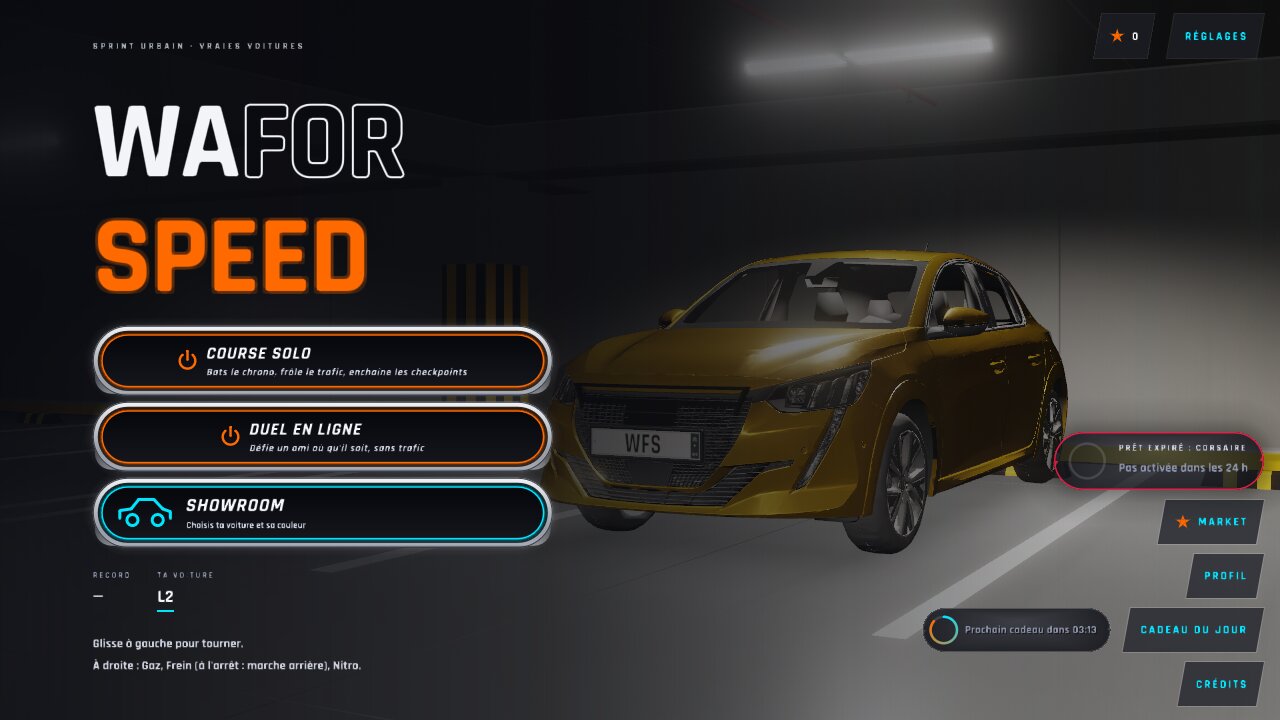 SPRINT URBAIN · VRAIES VOITURES
★ 0
RÉGLAGES
WAFOR
SPEED
COURSE SOLO
Bats le chrono, frôle le trafic, enchaîne les checkpoints
DUEL EN LIGNE
Défie un ami où qu'il soit, sans trafic
SHOWROOM
Choisis ta voiture et sa couleur
WFS
RECORD
—
TA VOITURE
L2
Glisse à gauche pour tourner.
À droite : Gaz, Frein (à l'arrêt : marche arrière), Nitro.
PRÊT EXPIRÉ : CORSAIRE
Pas activée dans les 24 h
★ MARKET
PROFIL
Prochain cadeau dans 03:13
CADEAU DU JOUR
CRÉDITS